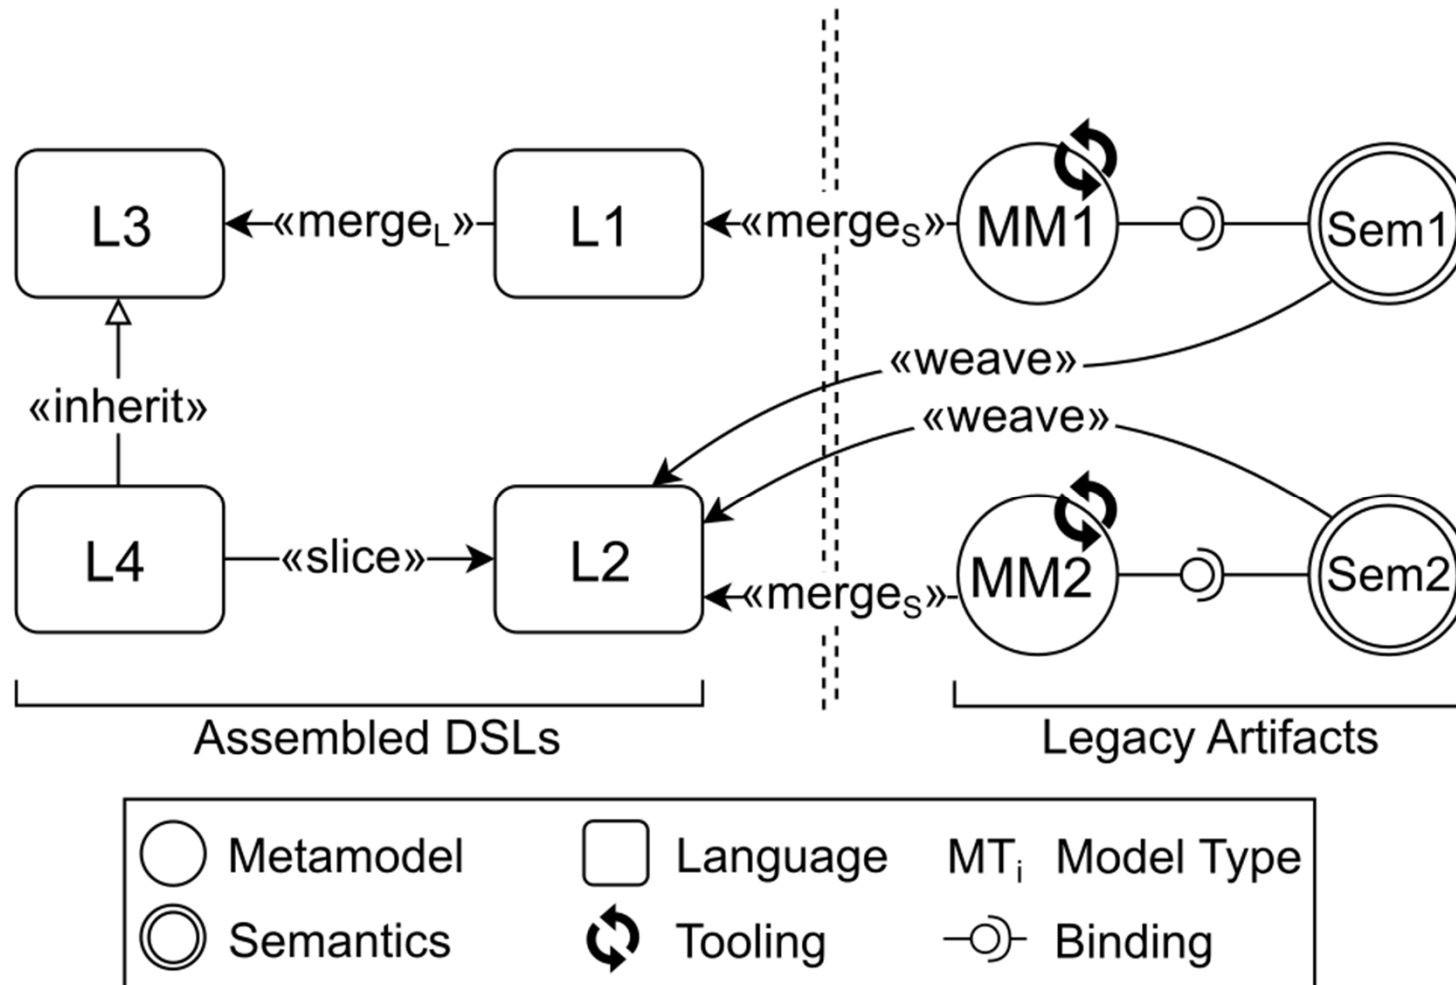 L3
«mergeL»
L1
«mergeS»
MM1
Sem1
«weave»
«inherit»
«weave»
L4
«slice»
L2
«mergeS»
MM2
Sem2
Assembled DSLs
Legacy Artifacts
Metamodel
Language
MTi Model Type
Semantics
Tooling
Binding